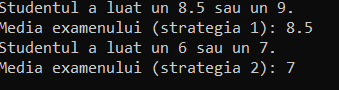 Studentul a luat un 8.5 sau un 9.
Media examenului (strategia 1): 8.5
Studentul a luat un 6 sau un 7.
Media examenului (strategia 2): 7